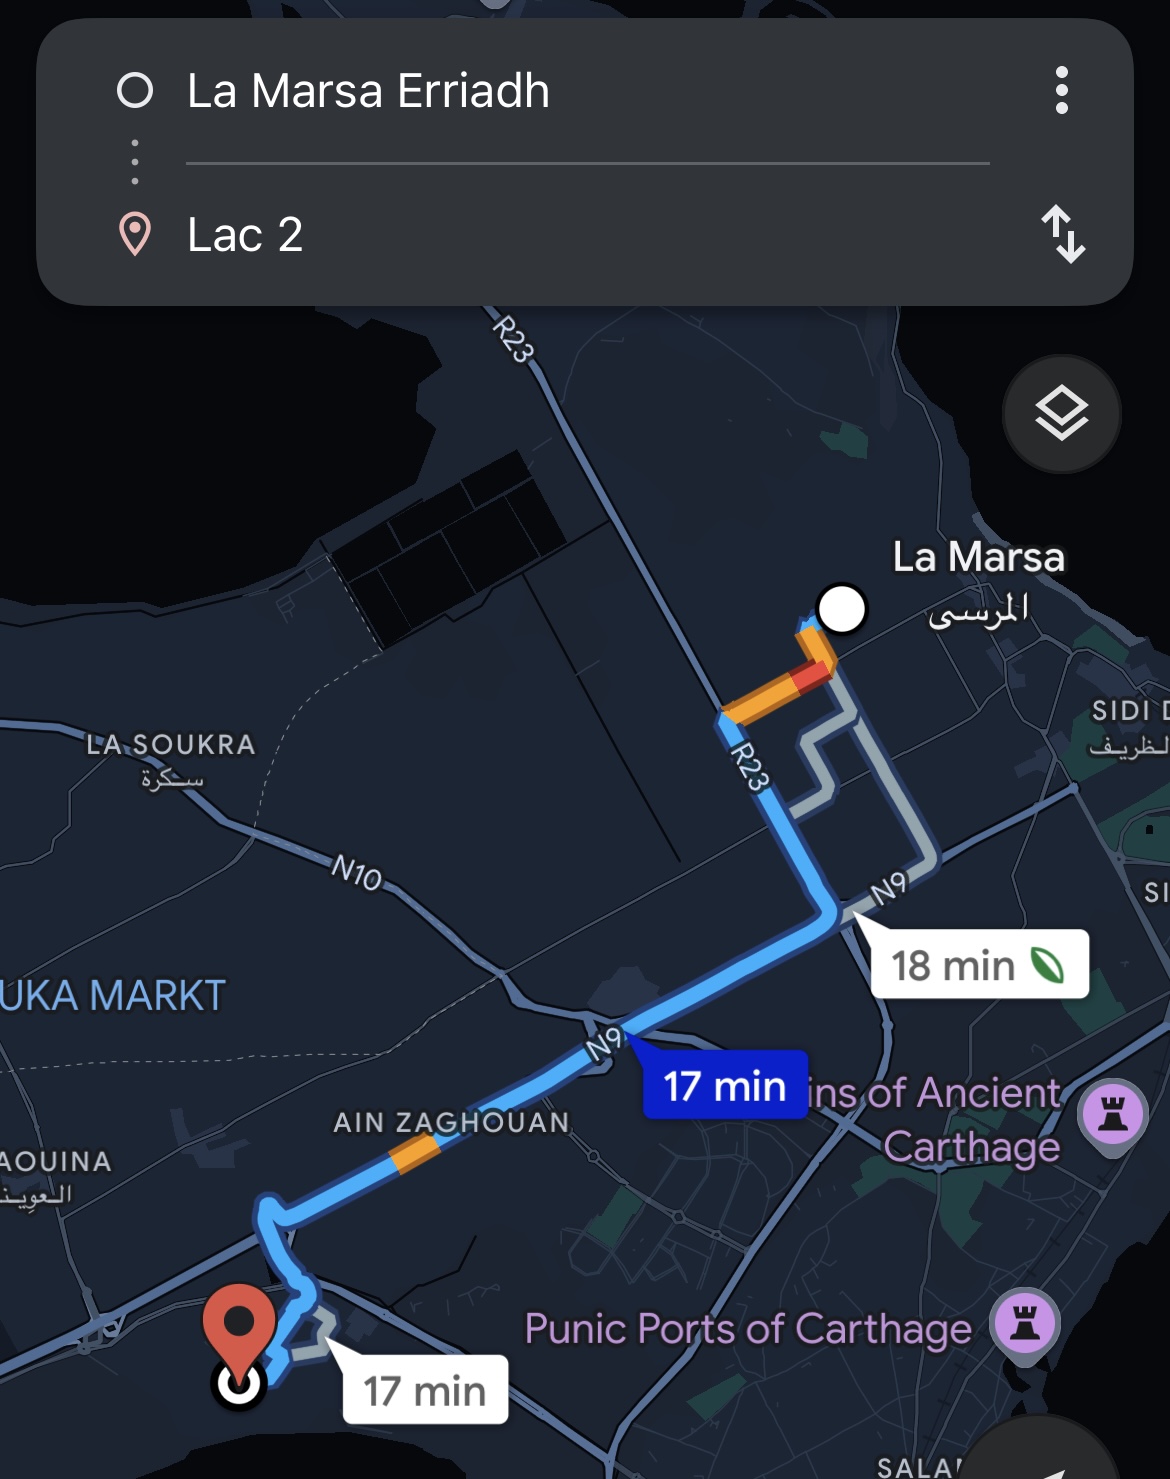 La Marsa Erriadh
Lac 2
R23
La Marsa
المرسى
LA SOUKRA
سكرة
SIDI D
الظريف
R23
N10
N9
SI
18 min
UKA MARKT
N9
17 min
ins of Ancient
Carthage
AIN ZAGHOUAN
AOUINA
العوينة
Punic Ports of Carthage
17 min
SALA